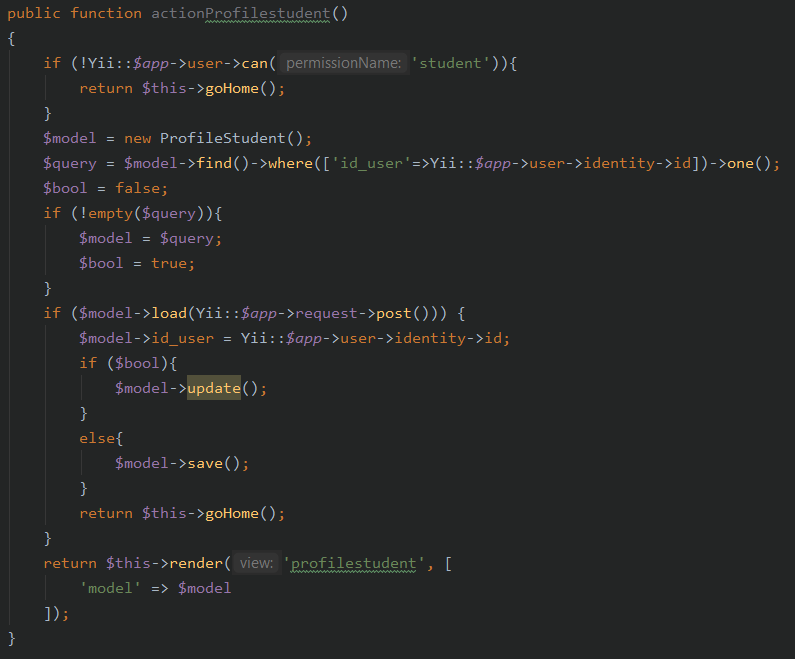 public function actionProfilestudent()
{
    if (!Yii::$app->user->can( permissionName: 'student')){
        return $this->goHome();
    }
    $model = new ProfileStudent();
    $query = $model->find()->where(['id_user'=>Yii::$app->user->identity->id])->one();
    $bool = false;
    if (!empty($query)){
        $model = $query;
        $bool = true;
    }
    if ($model->load(Yii::$app->request->post())) {
        $model->id_user = Yii::$app->user->identity->id;
        if ($bool){
            $model->update();
        }
        else{
            $model->save();
        }
        return $this->goHome();
    }
    return $this->render( view: 'profilestudent', [
        'model' => $model
    ]);
}